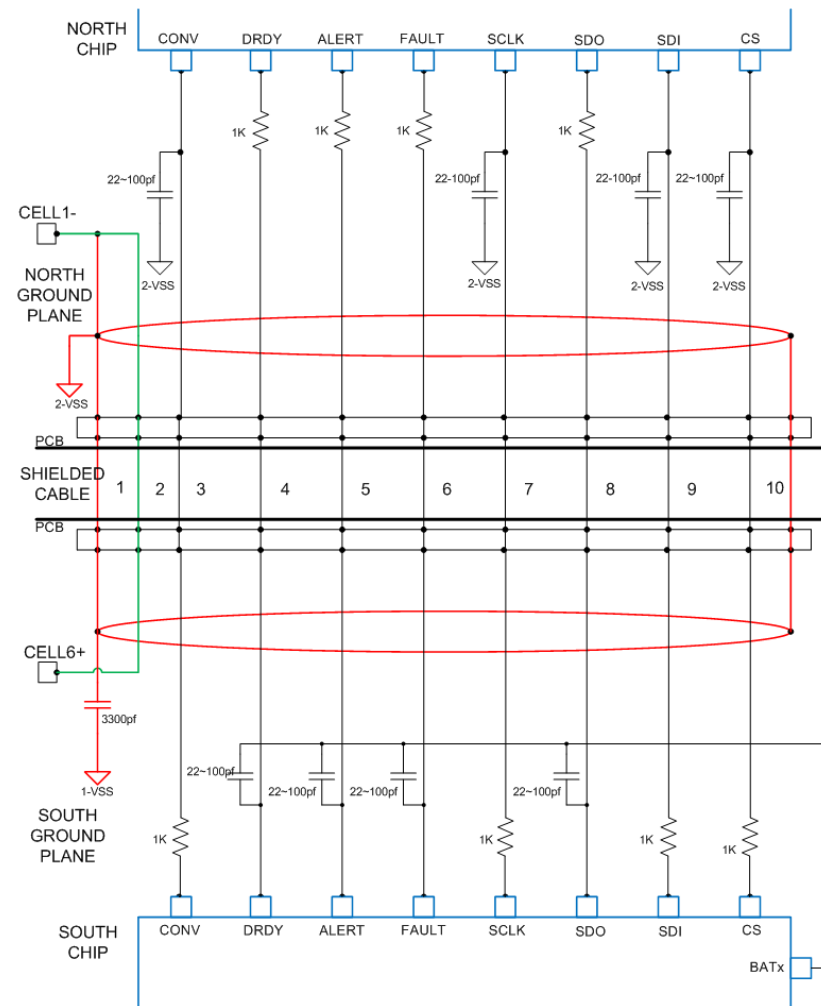 NORTH
CHIP
CONV DRDY ALERT FAULT SCLK SDO SDI CS
1K 1K 1K 1K
22~100pf 22-100pf 22-100pf 22~100pf
CELL1-
2-VSS 2-VSS 2-VSS 2-VSS
NORTH
GROUND
PLANE
2-VSS
PCB
SHIELDED
CABLE
1 2 3 4 5 6 7 8 9 10
PCB
CELL6+
3300pf
22~100pf 22~100pf 22~100pf 22~100pf
1-VSS
SOUTH
GROUND
PLANE
1K 1K 1K 1K
SOUTH
CHIP
CONV DRDY ALERT FAULT SCLK SDO SDI CS
BATx